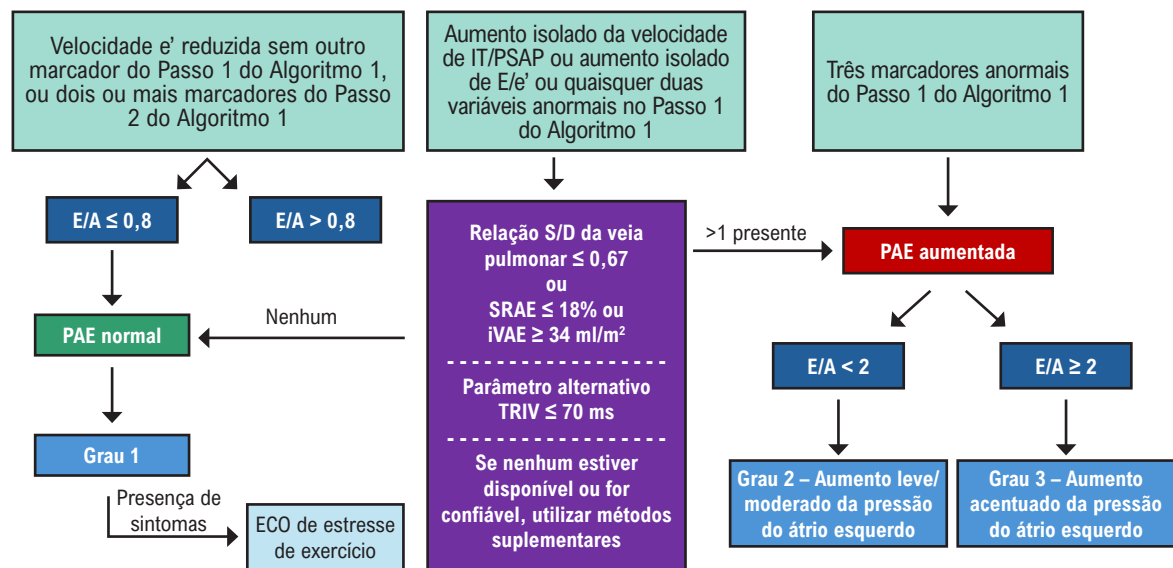 Velocidade e’ reduzida sem outro
marcador do Passo 1 do Algoritmo 1,
ou dois ou mais marcadores do Passo
2 do Algoritmo 1
Aumento isolado da velocidade
de IT/PSAP ou aumento isolado
de E/e’ ou quaisquer duas
variáveis anormais no Passo 1
do Algoritmo 1
Três marcadores anormais
do Passo 1 do Algoritmo 1
E/A ≤ 0,8
E/A > 0,8
Relação S/D da veia
pulmonar ≤ 0,67
ou
SRAE ≤ 18% ou
iVAE ≥ 34 ml/m²
Parâmetro alternativo
TRIV ≤ 70 ms
Se nenhum estiver
disponível ou for
confiável, utilizar métodos
suplementares
>1 presente
PAE aumentada
Nenhum
PAE normal
E/A < 2
E/A ≥ 2
Grau 1
Grau 2 – Aumento leve/
moderado da pressão
do átrio esquerdo
Grau 3 – Aumento
acentuado da pressão
do átrio esquerdo
Presença de
sintomas
ECO de estresse
de exercício